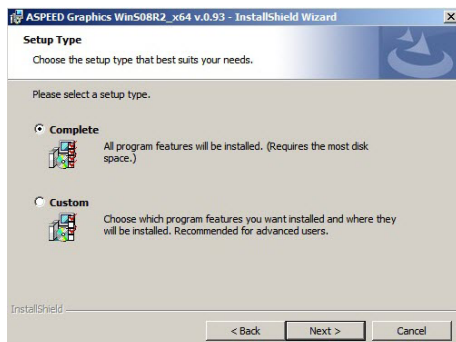 ASPEED Graphics WinS08R2_x64 v.0.93 - InstallShield Wizard
Setup Type
Choose the setup type that best suits your needs.
Please select a setup type.
Complete
All program features will be installed. (Requires the most disk
space.)
Custom
Choose which program features you want installed and where they
will be installed. Recommended for advanced users.
InstallShield
< Back
Next >
Cancel